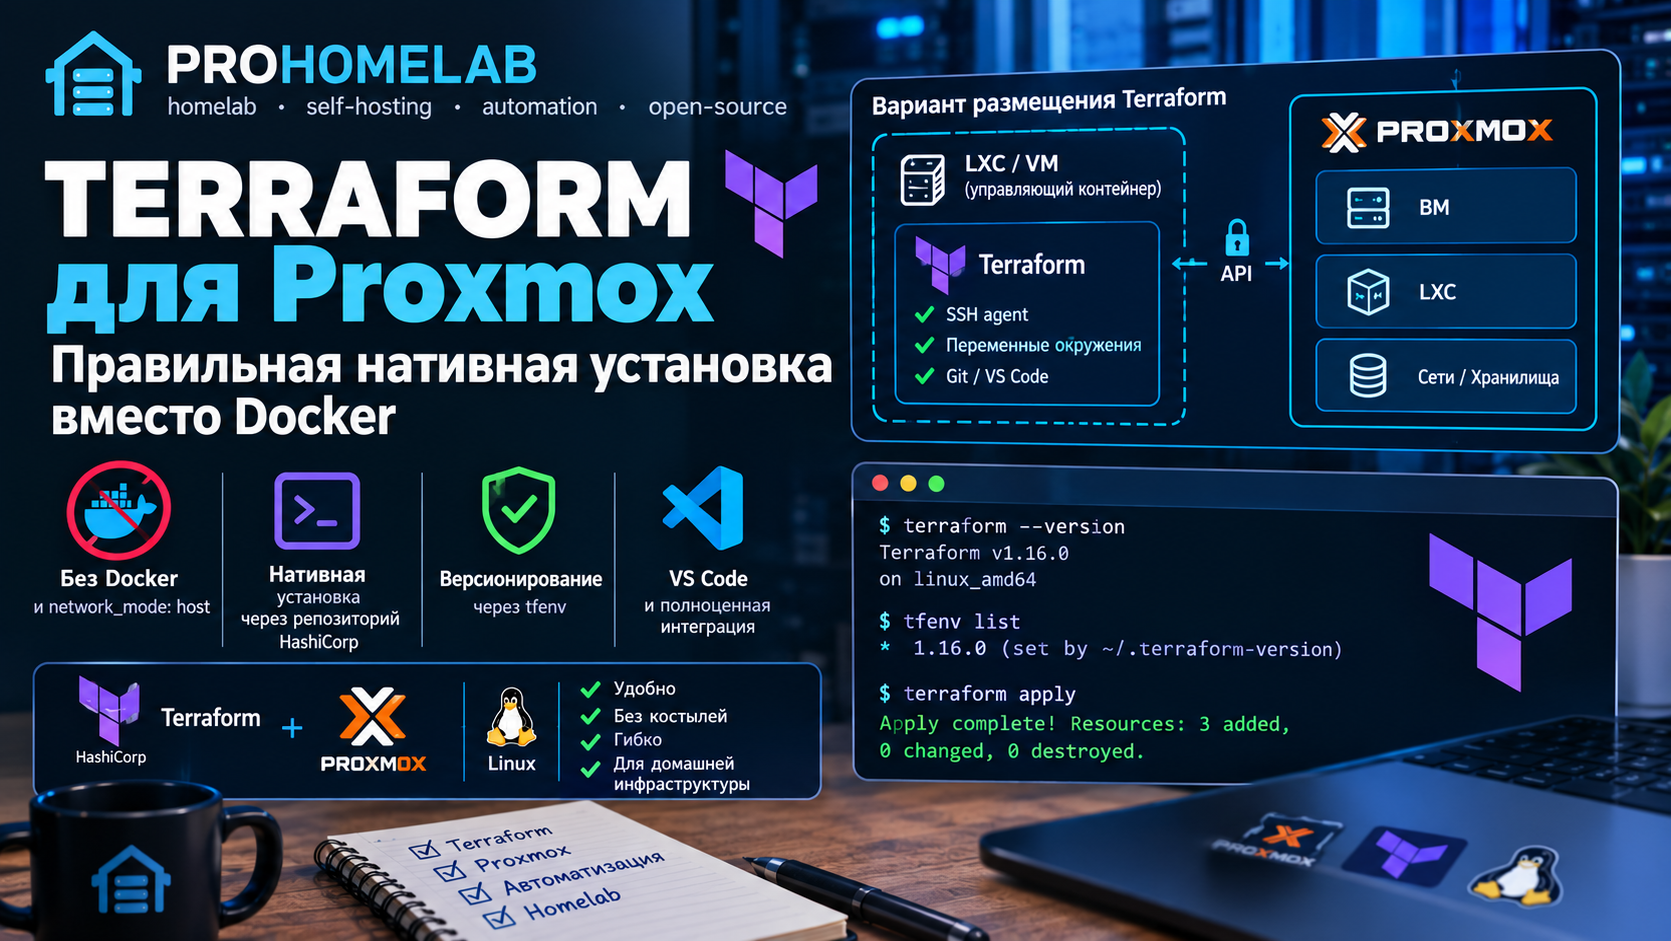 PROHOMELAB
homelab • self-hosting • automation • open-source
TERRAFORM
для Proxmox
Правильная нативная установка
вместо Docker
Без Docker
и network_mode: host
Нативная
установка
через репозиторий
HashiCorp
Версионирование
через tfenv
VS Code
и полноценная
интеграция
Terraform
HashiCorp
+
PROXMOX
Linux
Удобно
Без костылей
Гибко
Для домашней
инфраструктуры
Вариант размещения Terraform
LXC / VM
(управляющий контейнер)
Terraform
SSH agent
Переменные окружения
Git / VS Code
API
PROXMOX
ВМ
LXC
Сети / Хранилища
$ terraform --version
Terraform v1.16.0
on linux_amd64
$ tfenv list
* 1.16.0 (set by ~/.terraform-version)
$ terraform apply
Apply complete! Resources: 3 added,
0 changed, 0 destroyed.
Terraform
Proxmox
Автоматизация
Homelab
PROXMOX